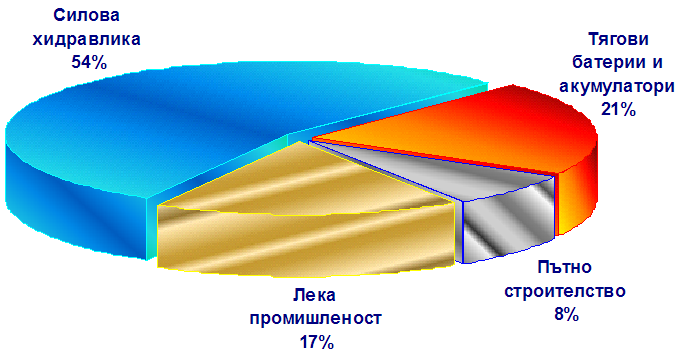 Силова
хидравлика
54%
Тягови
батерии и
акумулатори
21%
Пътно
строителство
8%
Лека
промишленост
17%